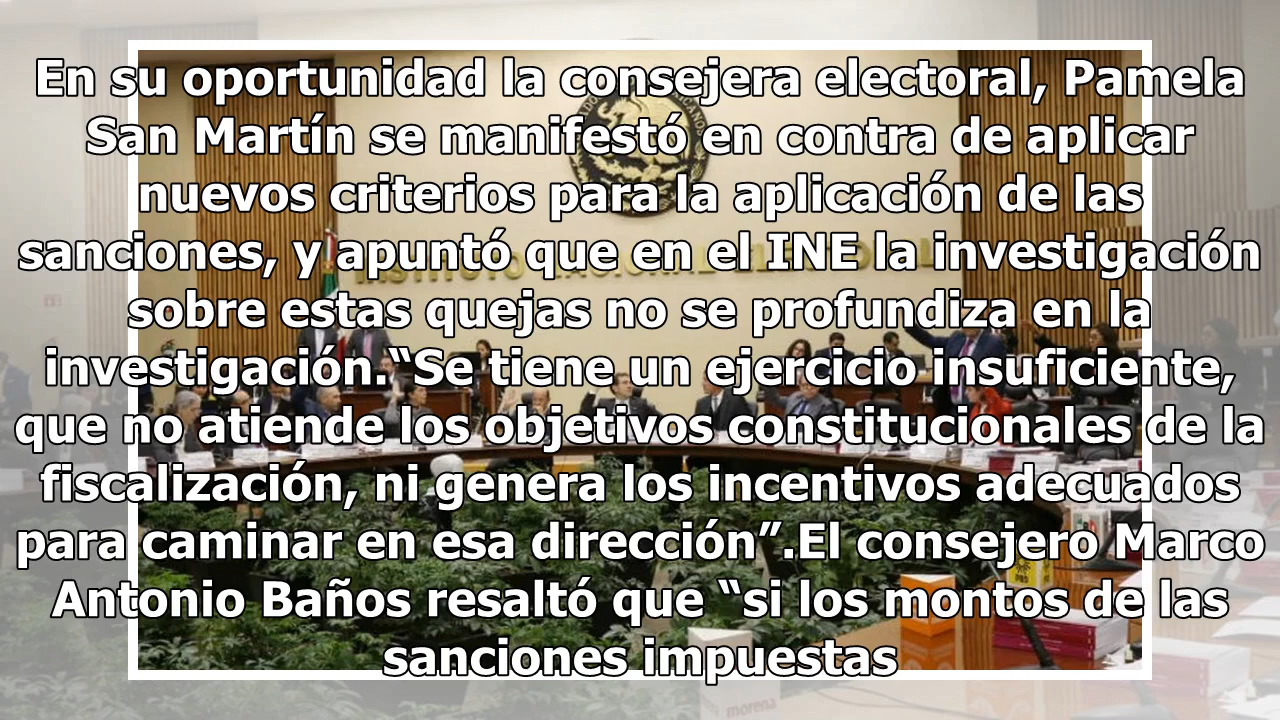 En su oportunidad la consejera electoral, Pamela
San Martín se manifestó en contra de aplicar
nuevos criterios para la aplicación de las
sanciones, y apuntó que en el INE la investigación
sobre estas quejas no se profundiza en la
investigación.“Se tiene un ejercicio insuficiente,
que no atiende los objetivos constitucionales de la
fiscalización, ni genera los incentivos adecuados
para caminar en esa dirección”.El consejero Marco
Antonio Baños resaltó que “si los montos de las
sanciones impuestas
morena